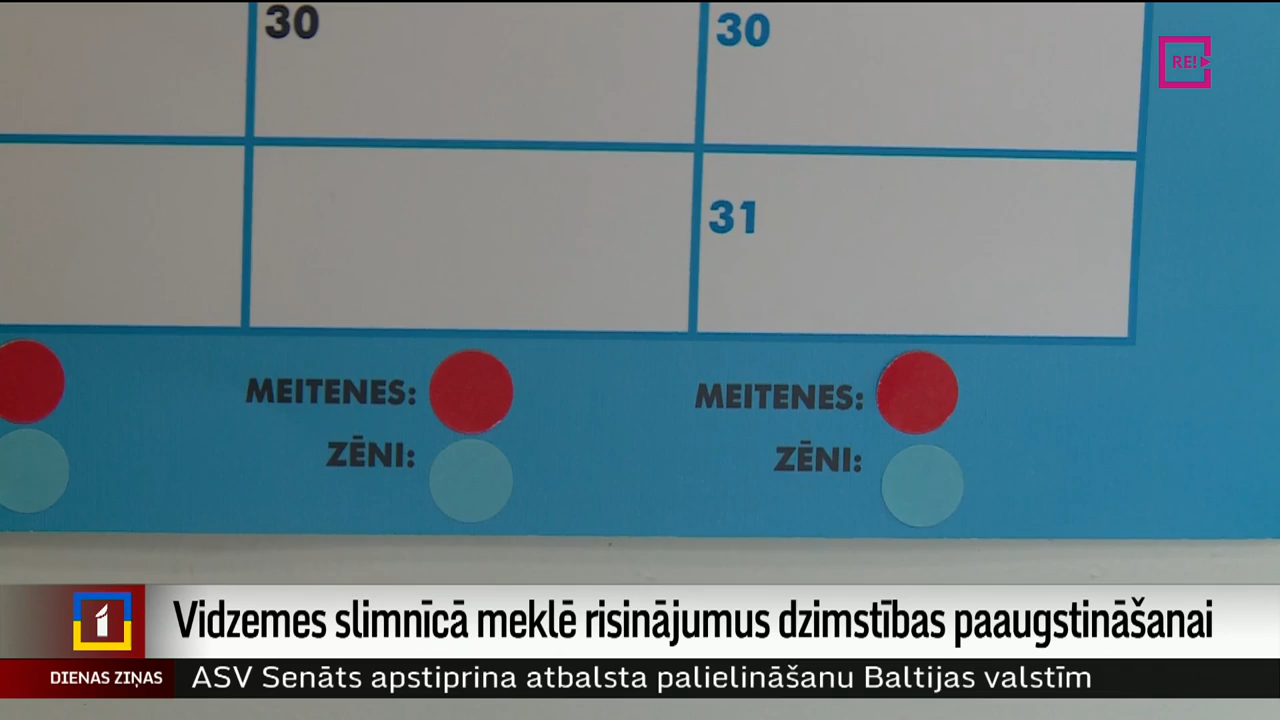 30
30
RE!
31
MEITENES:
MEITENES:
ZĒNI:
ZĒNI:
1
Vidzemes slimnīcā meklē risinājumus dzimstības paaugstināšanai
DIENAS ZIŅAS
ASV Senāts apstiprina atbalsta palielināšanu Baltijas valstīm